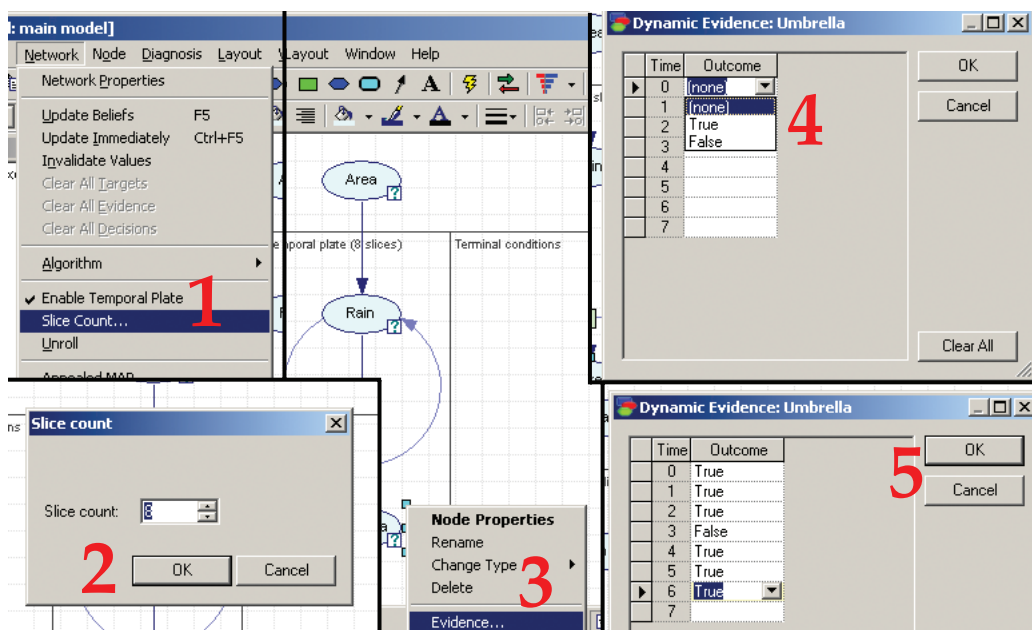 : main model]
Network Node Diagnosis Layout
Layout Window Help
Network Properties
Update Beliefs F5
Update Immediately Ctrl+F5
Invalidate Values
Clear All Targets
Clear All Evidence
Clear All Decisions
Algorithm
Enable Temporal Plate
Slice Count...
Unroll
1
A
A
Area
?
poral plate (8 slices)
Terminal conditions
Rain
?
Dynamic Evidence: Umbrella
Time Outcome
0 (none)
1 (none)
2 True
3 False
4
5
6
7
OK
Cancel
Clear All
4
ns
Slice count
Slice count: 8
OK Cancel
2
?
Node Properties
Rename
Change Type
Delete
Evidence...
3
Dynamic Evidence: Umbrella
Time Outcome
0 True
1 True
2 True
3 False
4 True
5 True
6 True
7
OK
Cancel
5